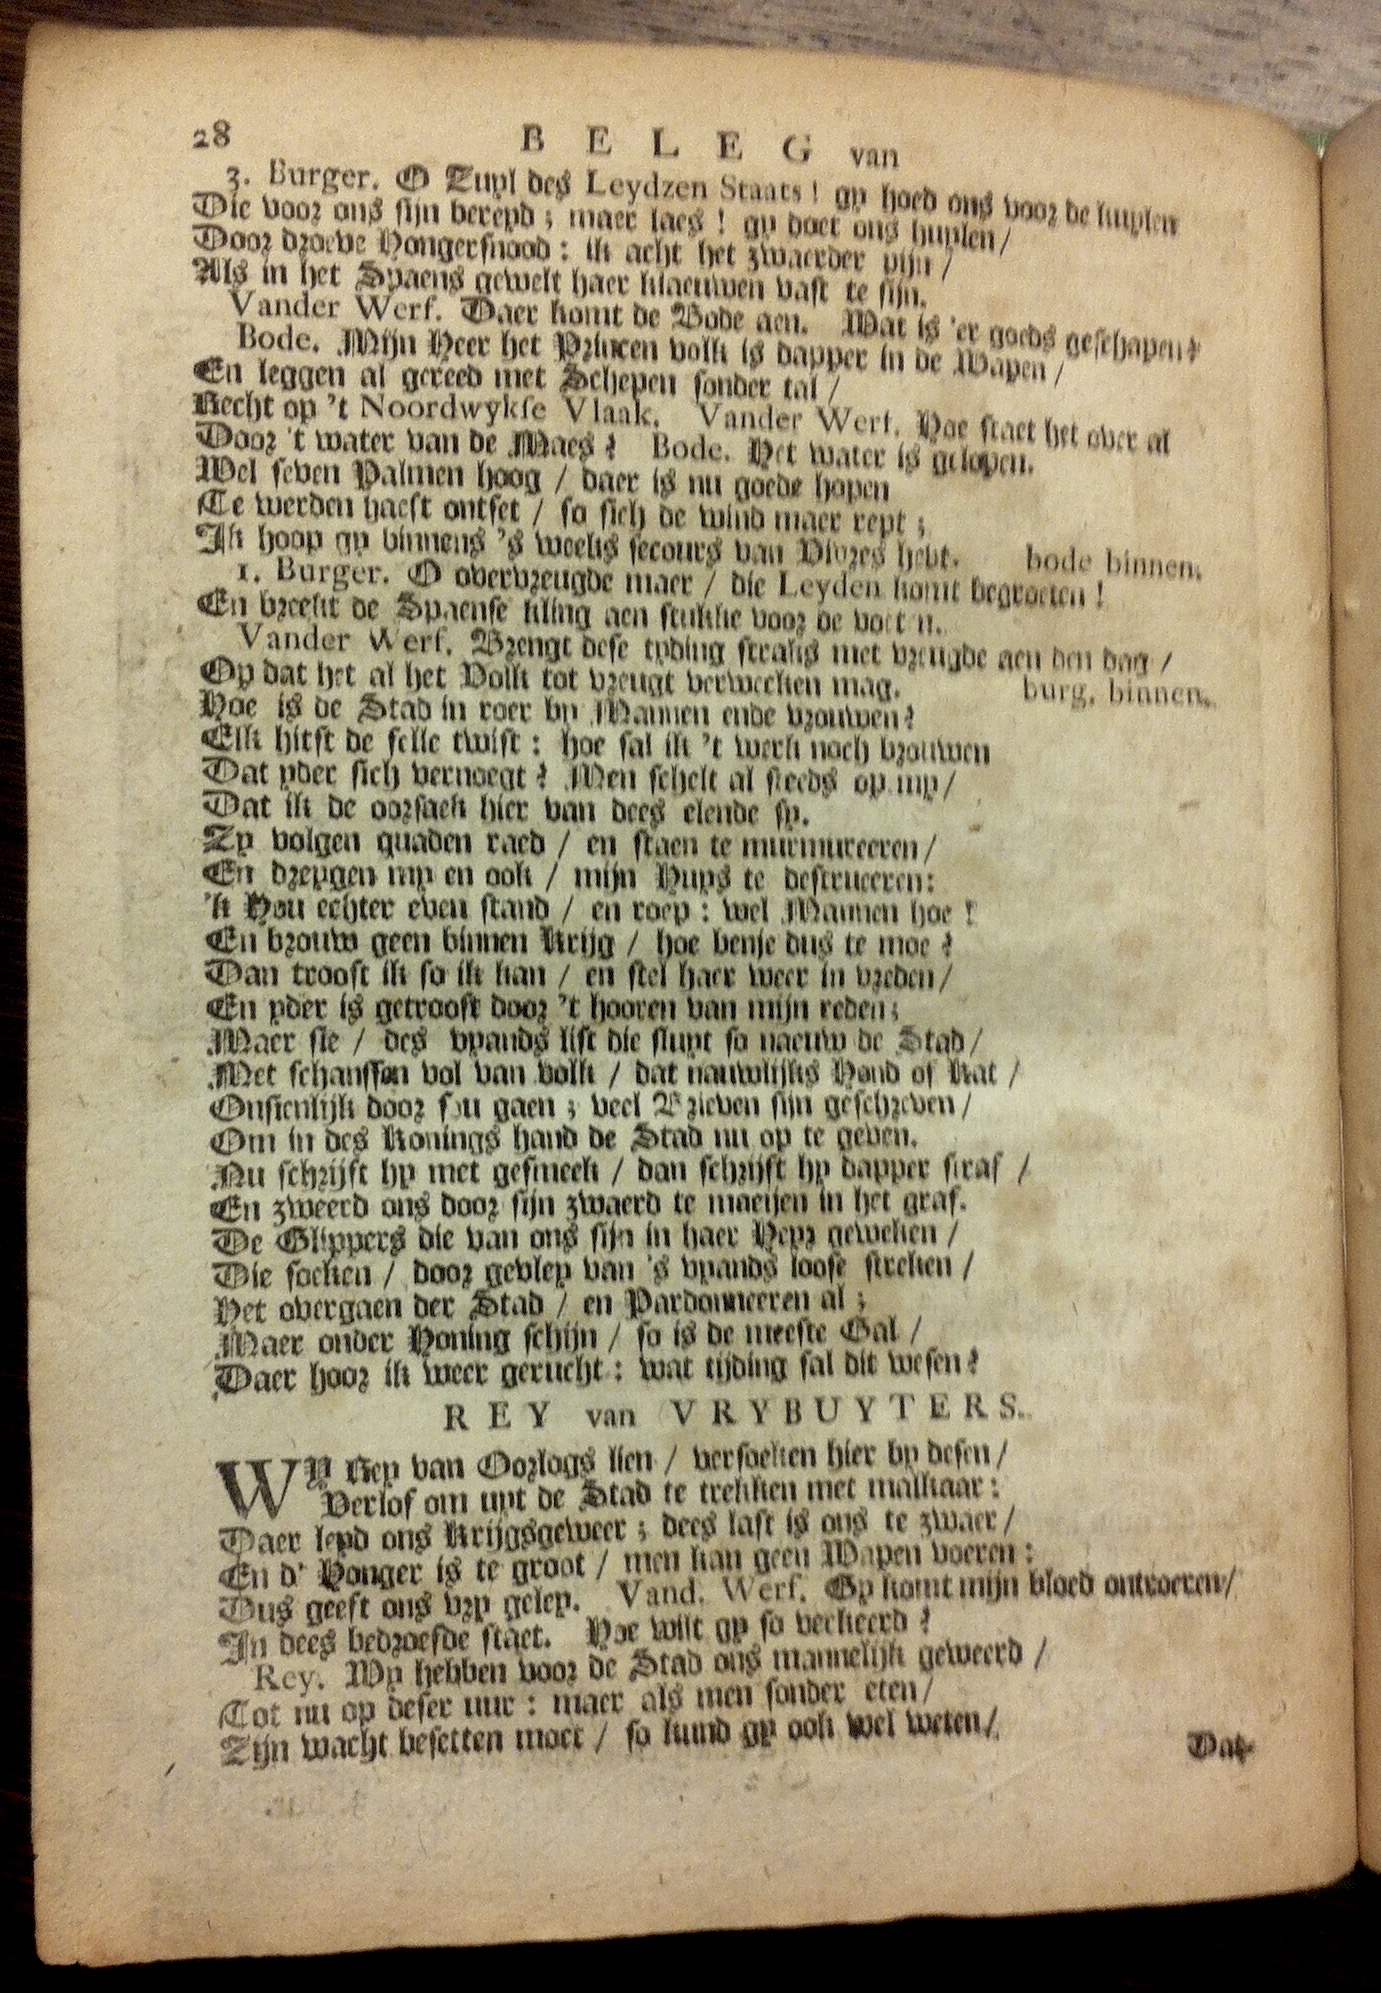 28 BELEG van
3. Burger. O Zuyl des Leydzen Staats! gy hoed ons voor de kuylen
Die voor ons sijn bereyd; maer laes! gy doet ons huylen/
Door droeve Hongersnood: ik acht het zwaerder pijn/
Als in het Spaens gewelt haer klaeuwen vast te sijn.
Vander Werf. Daer komt de Bode aen. Wat is 'er goeds geschapen?
Bode. Mijn Heer het Princen volk is dapper in de Wapen/
En leggen al gereed met Schepen sonder tal/
Recht op 't Noordwykse Vlaak. Vander Werf. Hoe staet het over al
Door 't water van de Maes? Bode. Het water is gelopen.
Wel seven Palmen hoog/ daer is nu goede hopen
Te werden haest ontset/ so sich de wind maer rept;
Ik hoop gy binnens 's weeks secours van Divres hebt. bode binnen.
1. Burger. O overvreugde maer/ die Leyden komt begroeten!
En breekt de Spaense kling aen stukke voor de voeten.
Vander Werf. Brengt dese tyding straks met vreugde aen den dag/
Op dat het al het Volk tot vreugt verwecken mag. burg. binnen.
Hoe is de Stad in roer by Mannen ende vrouwen?
Elk hitst de felle twist: hoe sal ik 't werk noch brouwen
Dat yder sich vernoegt? Men schelt al steeds op my/
Dat ik de oorsaek hier van dees elende sy.
Zy volgen quaden raed/ en staen te murmureeren/
En dreygen my en ook/ mijn Huys te destrueeren:
'k Hou echter even stand/ en roep: wel Mannen hoe!
En brouw geen binnen Krijg/ hoe benje dus te moe?
Dan troost ik so ik kan/ en stel haer weer in vreden/
En yder is getroost door 't hooren van mijn reden;
Maer sie/ des vyands list die sluyt so naeuw de Stad/
Met schanssen vol van volk/ dat nauwlijks Hond of Kat/
Onsienlijk door sou gaen; veel Brieven sijn geschreven/
Om in des Konings hand de Stad nu op te geven.
Nu schrijft hy met gesmeek/ dan schrijft hy dapper straf/
En zweerd ons door sijn zwaerd te maeijen in het graf.
De Glippers die van ons sijn in haer Heyr geweken/
Die soeken/ door gevley van 's vyands loose streken/
Het overgaen der Stad/ en Pardonneeren al;
Maer onder Honing schijn/ so is de meeste Gal/
Daer hoor ik weer gerucht: wat tijding sal dit wesen?
REY van VRYBUYTERS.
WY Rey van Oorlogs lien/ versoeken hier by desen/
Verlof om uyt de Stad te trekken met malkaar:
Daer leyd ons Krijgsgeweer; dees last is ons te zwaer/
En d' Honger is te groot/ men kan geen Wapen voeren:
Dus geeft ons vry geley. Vand. Werf. Gy komt mijn bloed ontroeren/
In dees bedroefde staet. Hoe wilt gy so verkeerd?
Rey. Wy hebben voor de Stad ons mannelijk geweerd/
Tot nu op deser uur: maer als men sonder eten/
Zijn wacht besetten moet/ so kund gy ook wel weten/
Dat